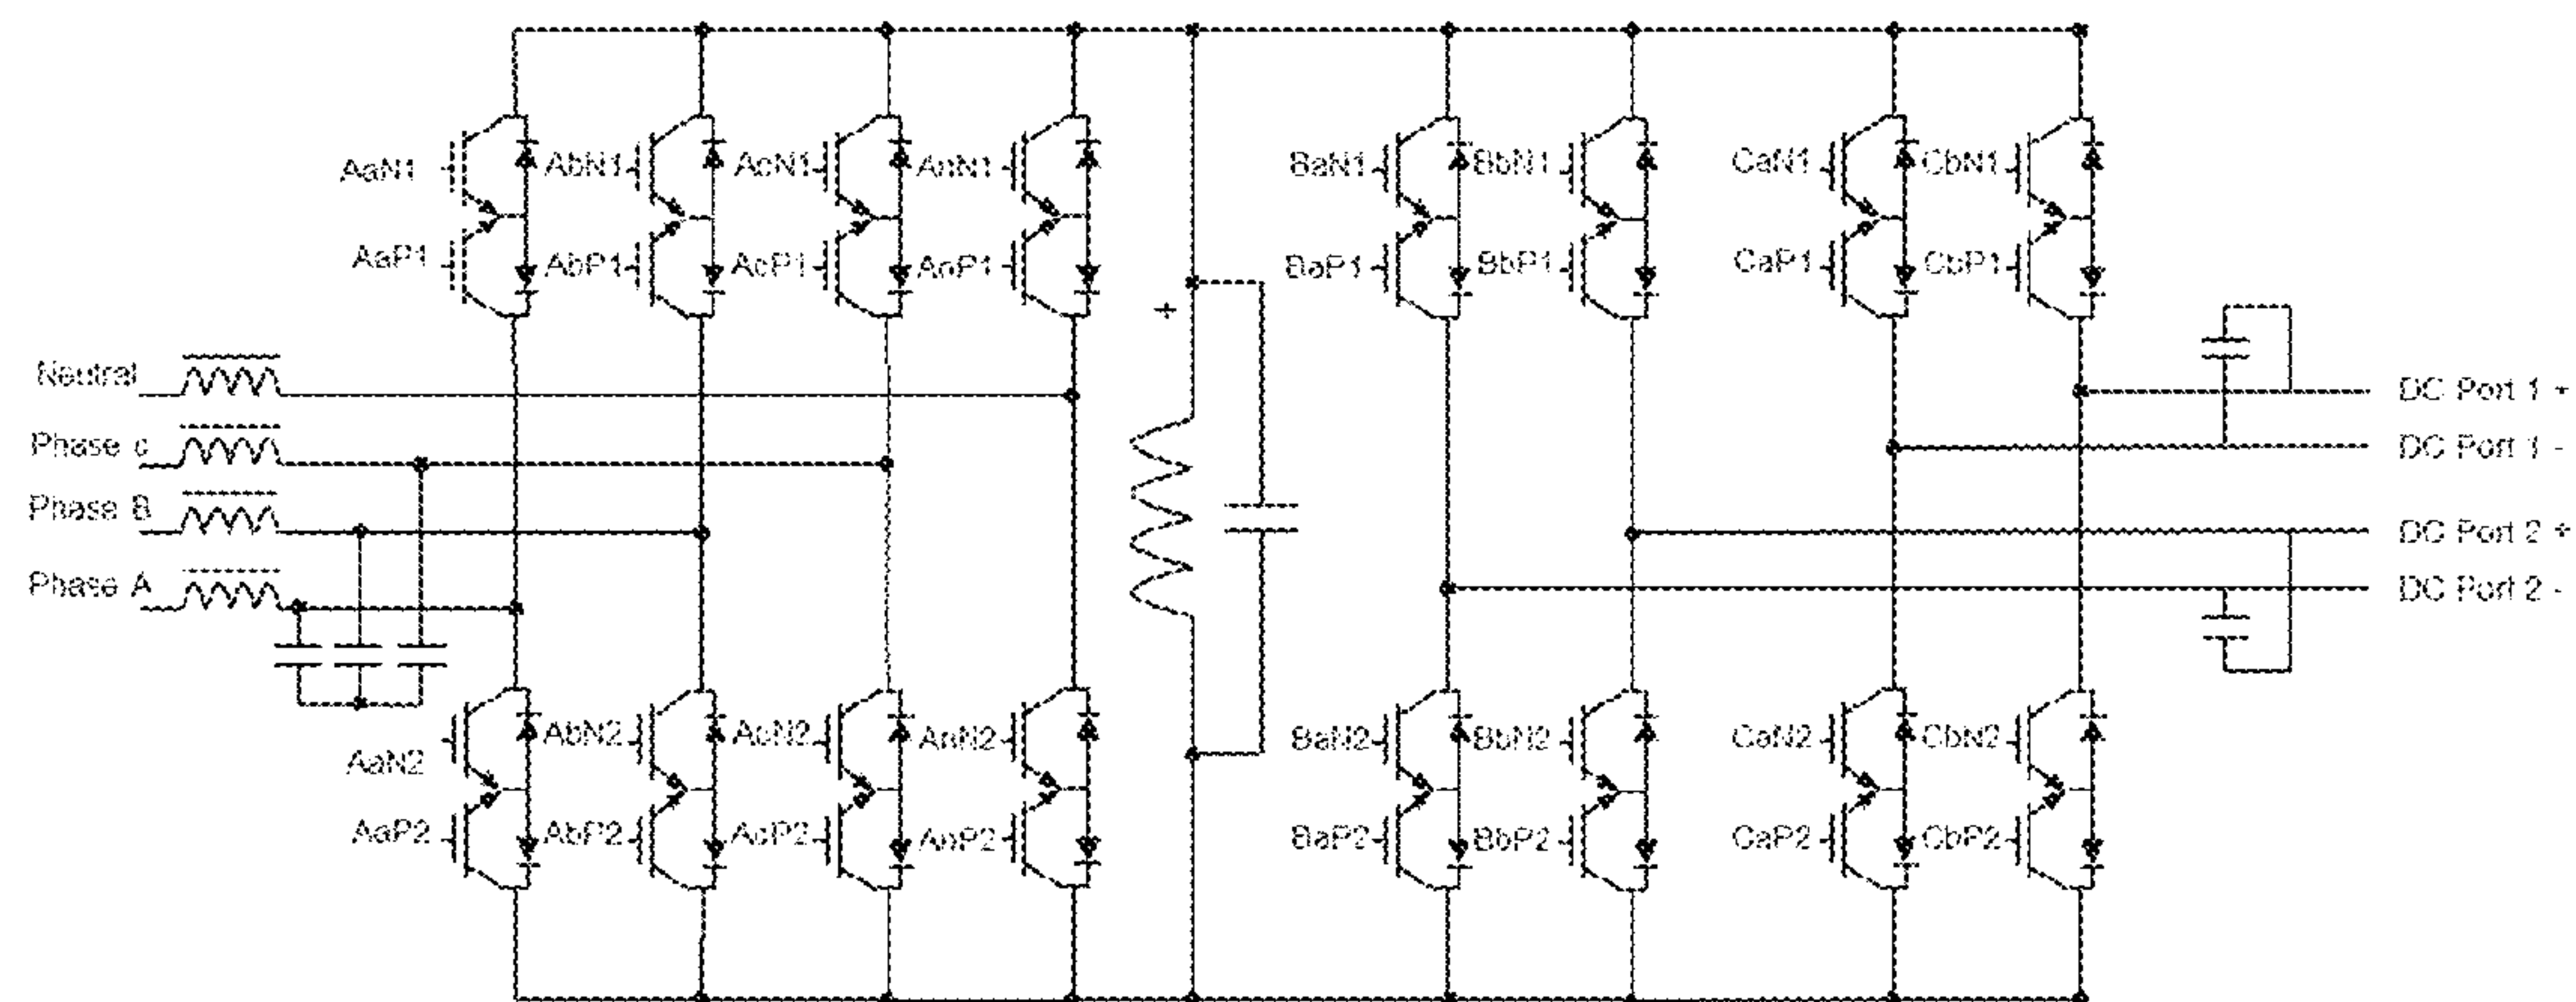 AaN1 AbN1 AcN1 AnN1 BaN1 BbN1 CaN1 CbN1
AaP1 AbP1 AcP1 AnP1 BaP1 BbP1 CaP1 CbP1
+
Neutral
DC Port 1 +
Phase c
DC Port 1 -
Phase B
DC Port 2 +
Phase A
DC Port 2 -
AaN2 AbN2 AcN2 AnN2 BaN2 BbN2 CaN2 CbN2
AaP2 AbP2 AcP2 AnP2 BaP2 BbP2 CaP2 CbP2